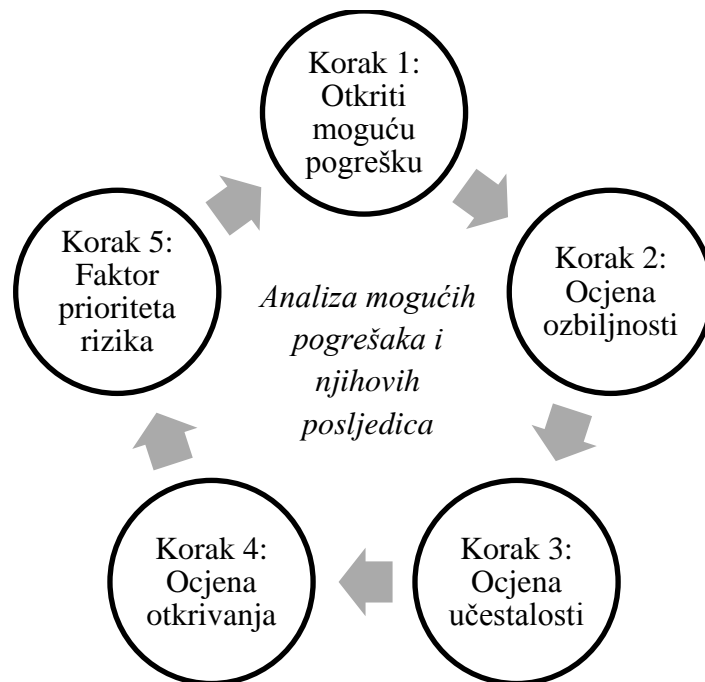 Korak 1:
Otkriti
moguću
pogrešku
Korak 2:
Ocjena
ozbiljnosti
Korak 3:
Ocjena
učestalosti
Korak 4:
Ocjena
otkrivanja
Korak 5:
Faktor
prioriteta
rizika
Analiza mogućih
pogrešaka i
njihovih
posljedica